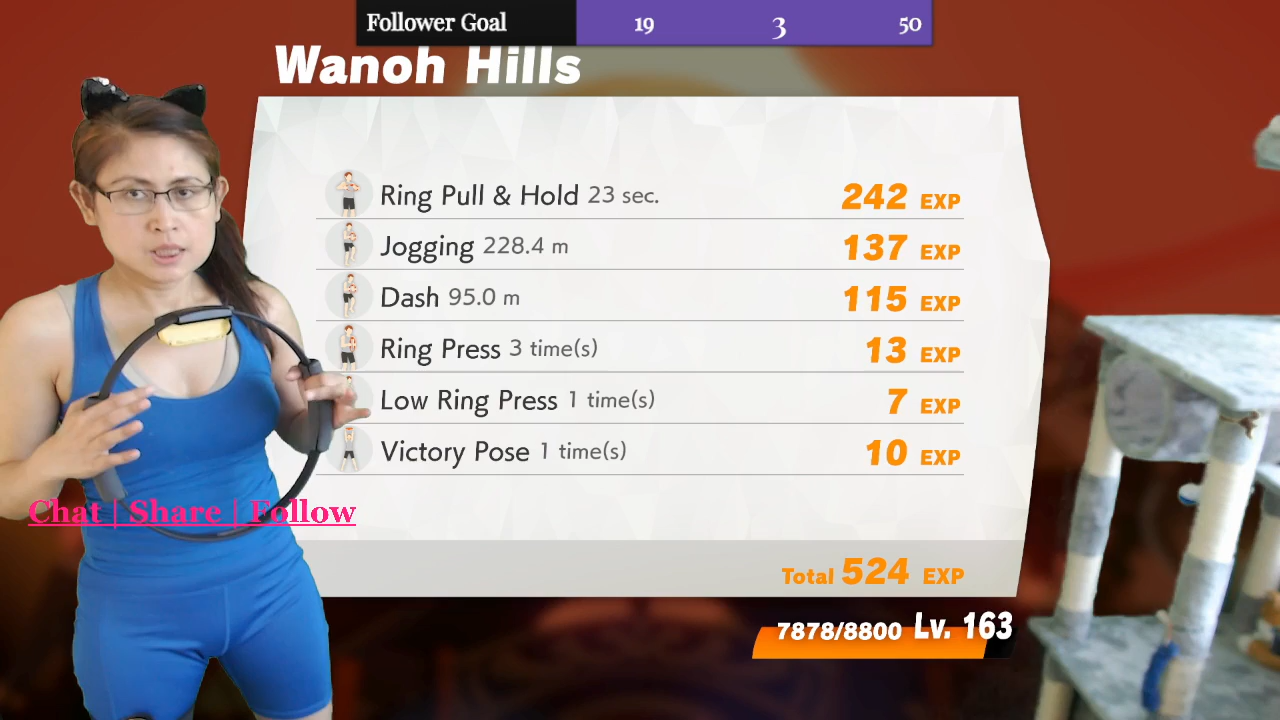 Follower Goal 19 3 50
Wanoh Hills
Ring Pull & Hold 23 sec. 242 EXP
Jogging 228.4 m 137 EXP
Dash 95.0 m 115 EXP
Ring Press 3 time(s) 13 EXP
Low Ring Press 1 time(s) 7 EXP
Victory Pose 1 time(s) 10 EXP
Chat | Share | Follow
Total 524 EXP
7878/8800 Lv. 163